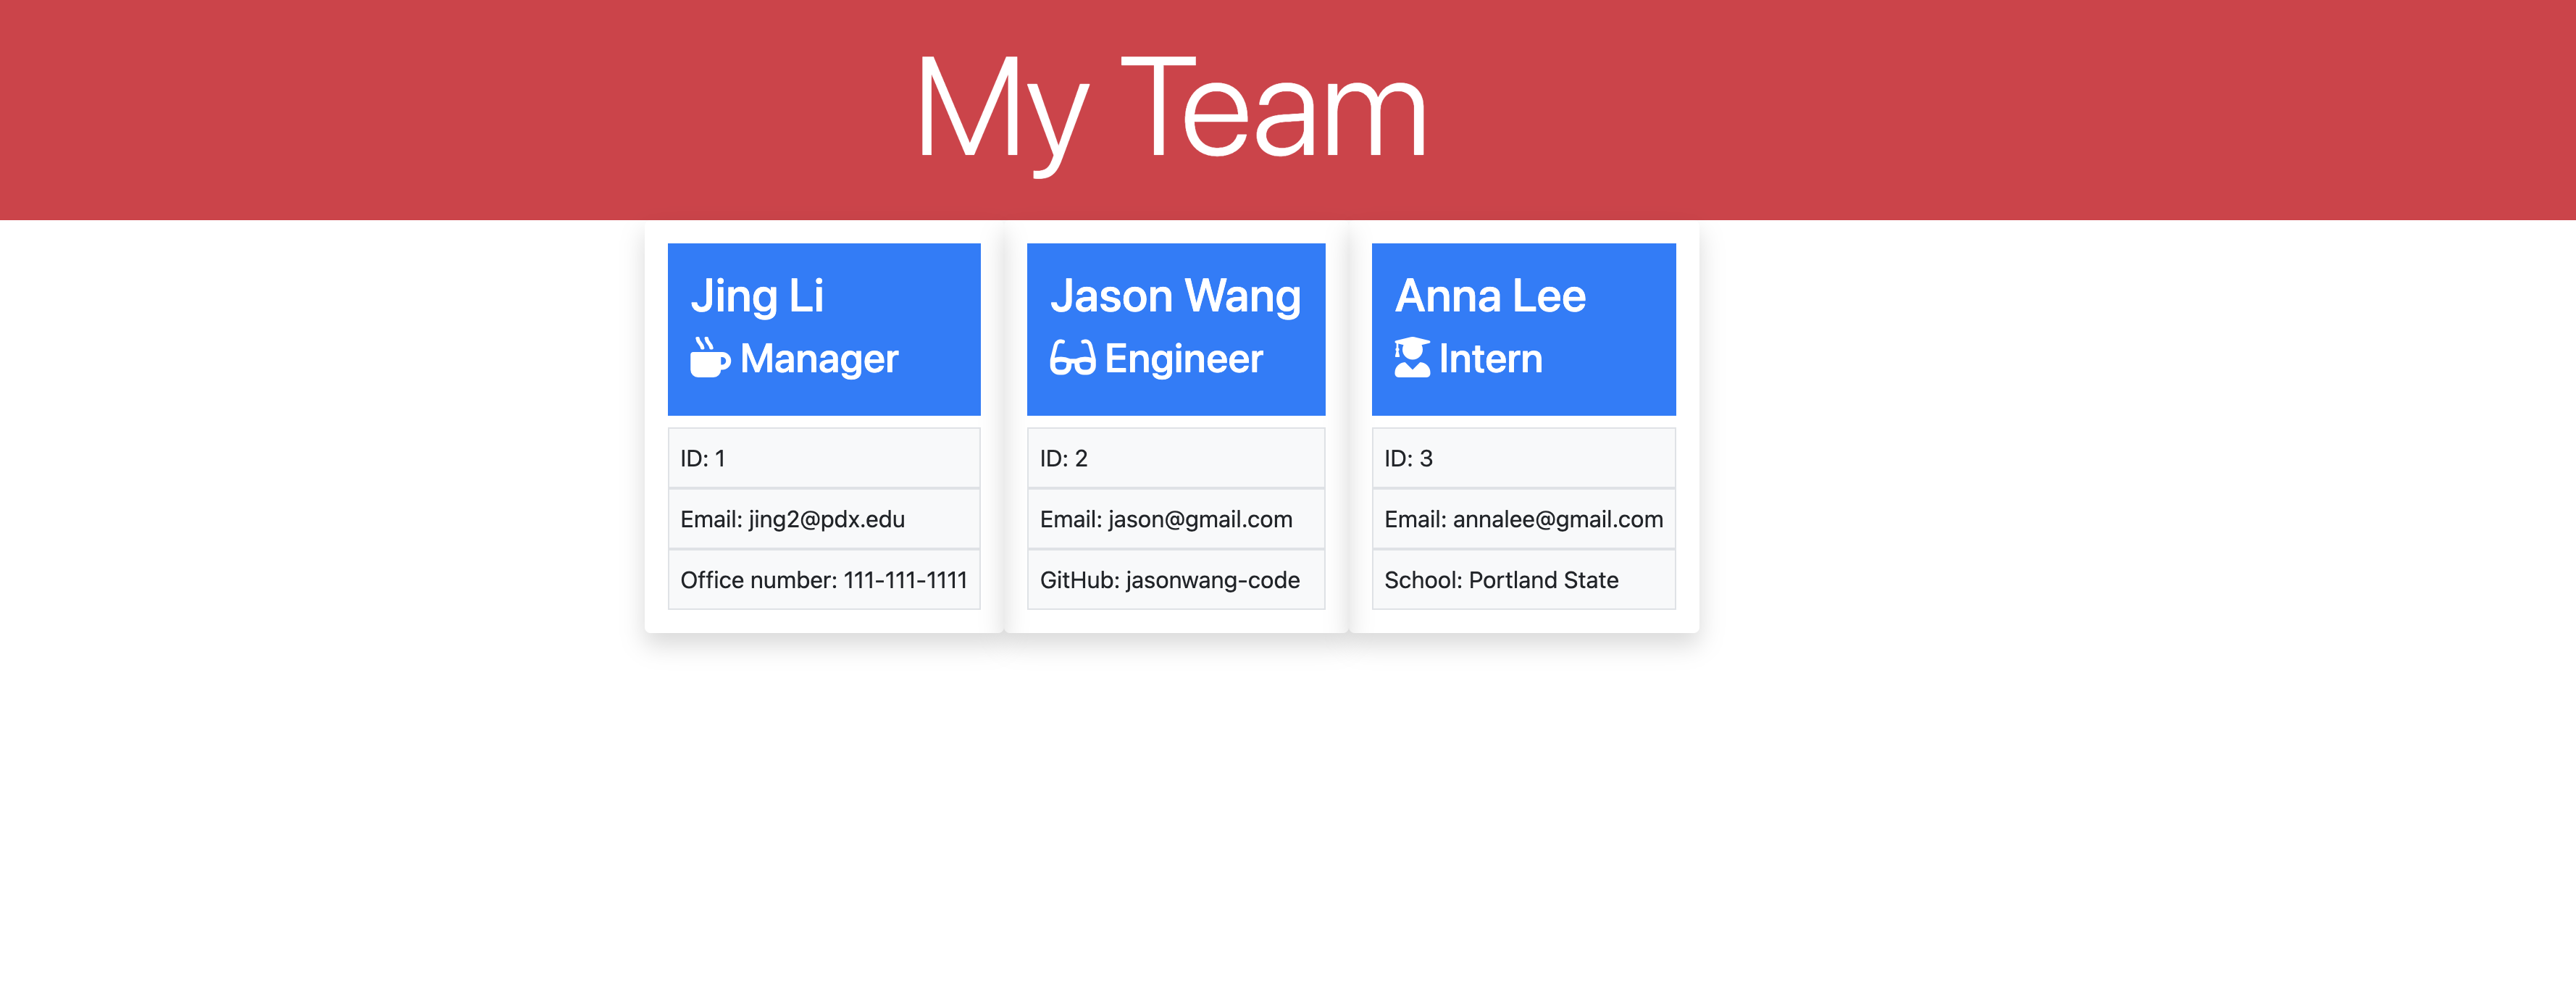 My Team
Jing Li
Manager
ID: 1
Email: jing2@pdx.edu
Office number: 111-111-1111
Jason Wang
Engineer
ID: 2
Email: jason@gmail.com
GitHub: jasonwang-code
Anna Lee
Intern
ID: 3
Email: annalee@gmail.com
School: Portland State